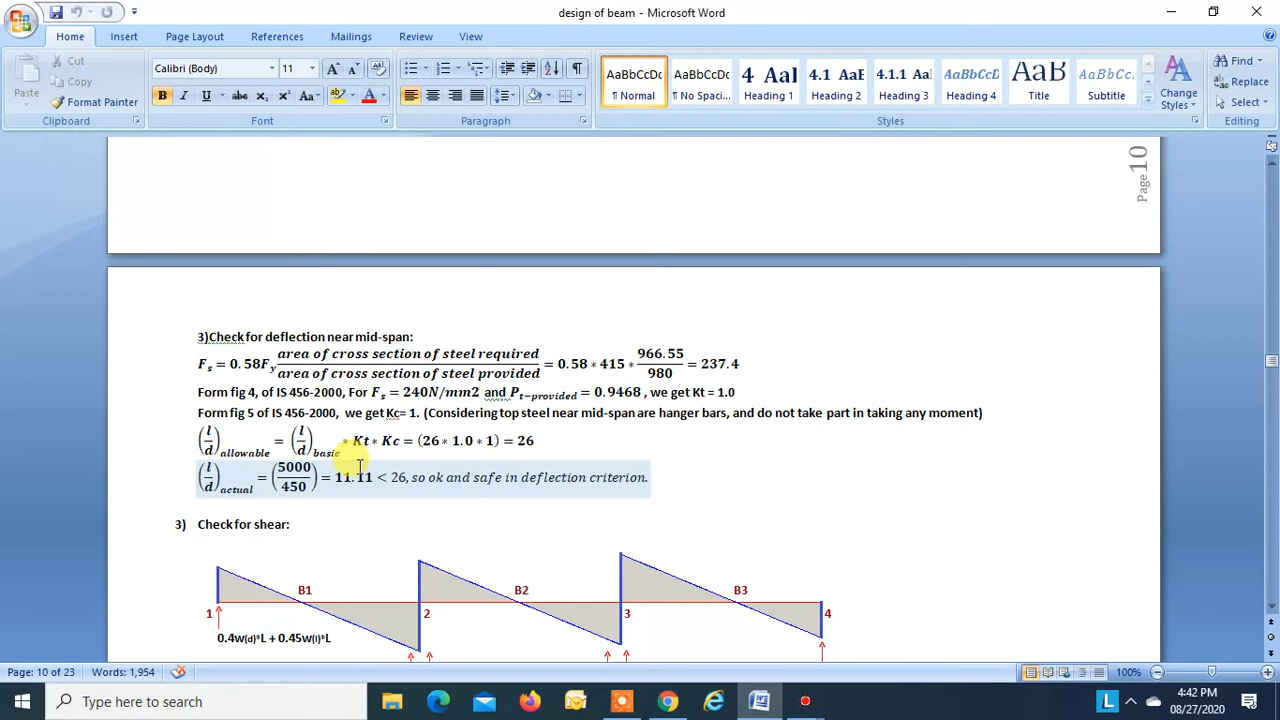 design of beam - Microsoft Word
Home Insert Page Layout References Mailings Review View
Cut
Copy
Paste
Format Painter
Clipboard
Calibri (Body) 11
B I U abc x₂ x² Aa ab A
Font
Paragraph
AaBbCcDc AaBbCcDc 4 AaI 4.1 AaB 4.1.1 Aa AaBbCcD AaB AaBbCc.
¶ Normal ¶ No Spaci... Heading 1 Heading 2 Heading 3 Heading 4 Title Subtitle
Change
Styles
Styles
Find
Replace
Select
Editing
Page 10
3)Check for deflection near mid-span:
F_s = 0.58F_y (area of cross section of steel required / area of cross section of steel provided) = 0.58 * 415 * (966.55 / 980) = 237.4
Form fig 4, of IS 456-2000, For F_s = 240N/mm2 and P_t-provided = 0.9468 , we get Kt = 1.0
Form fig 5 of IS 456-2000, we get Kc= 1. (Considering top steel near mid-span are hanger bars, and do not take part in taking any moment)
(l/d)_allowable = (l/d)_basic * Kt * Kc = (26 * 1.0 * 1) = 26
(l/d)_actual = (5000/450) = 11.11 < 26, so ok and safe in deflection criterion.
3) Check for shear:
B1 B2 B3
1 2 3 4
0.4w(d)*L + 0.45w(l)*L
Page: 10 of 23 Words: 1,954 100%
Type here to search
L
4:42 PM
08/27/2020